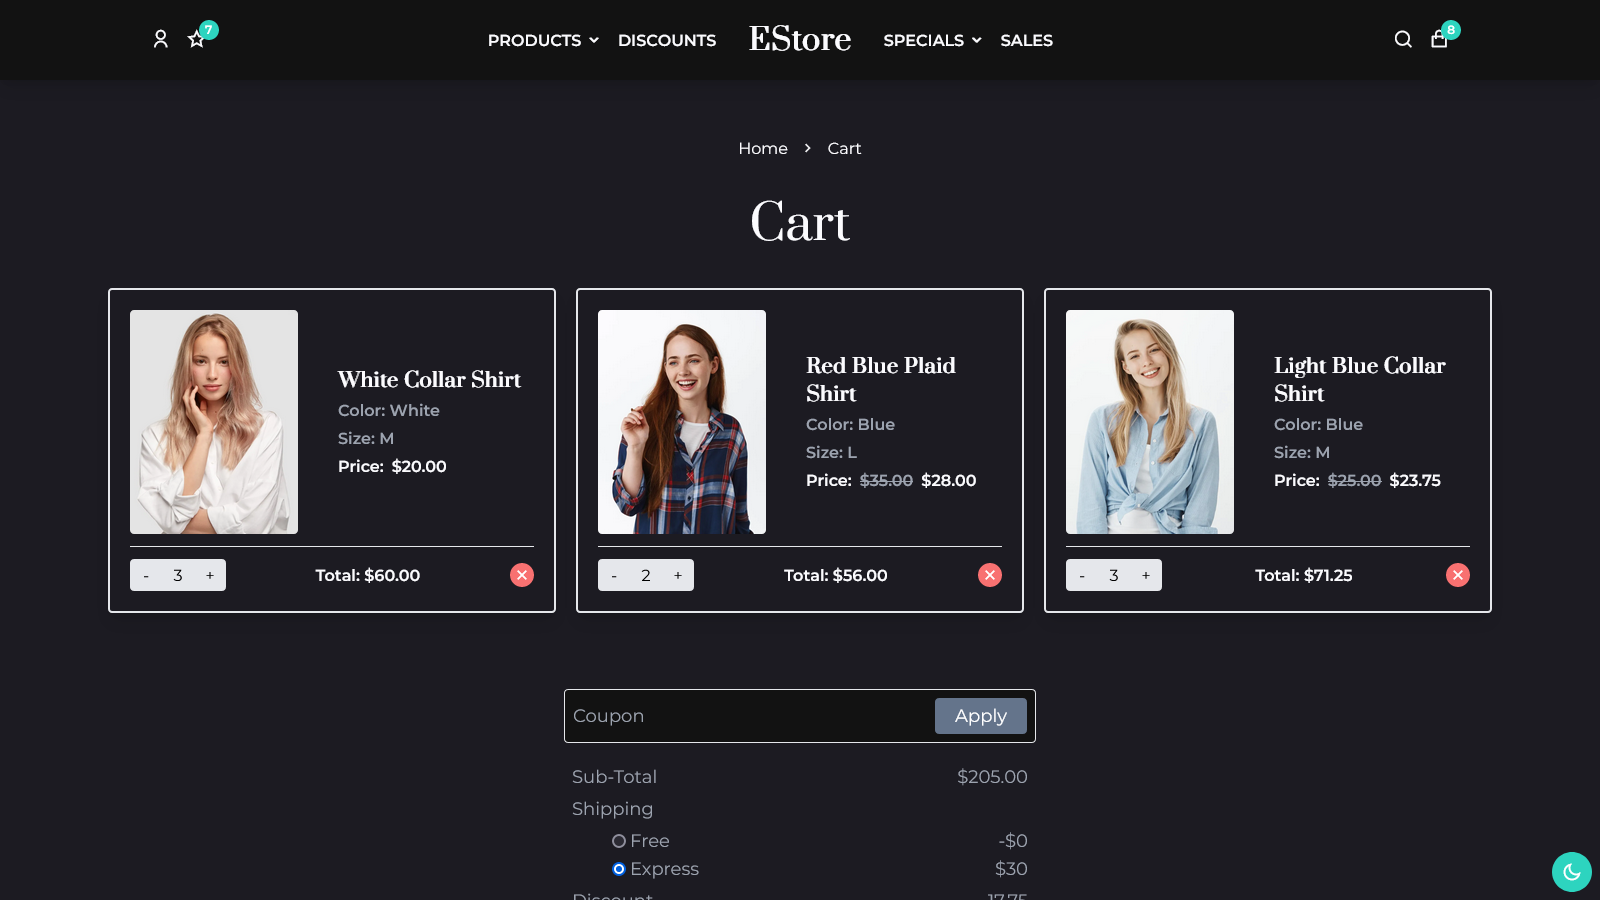 7
PRODUCTS
DISCOUNTS
EStore
SPECIALS
SALES
8
Home > Cart
Cart
White Collar Shirt
Color: White
Size: M
Price: $20.00
- 3 +
Total: $60.00
Red Blue Plaid
Shirt
Color: Blue
Size: L
Price: $35.00 $28.00
- 2 +
Total: $56.00
Light Blue Collar
Shirt
Color: Blue
Size: M
Price: $25.00 $23.75
- 3 +
Total: $71.25
Coupon
Apply
Sub-Total $205.00
Shipping
Free -$0
Express $30
Discount 17.75